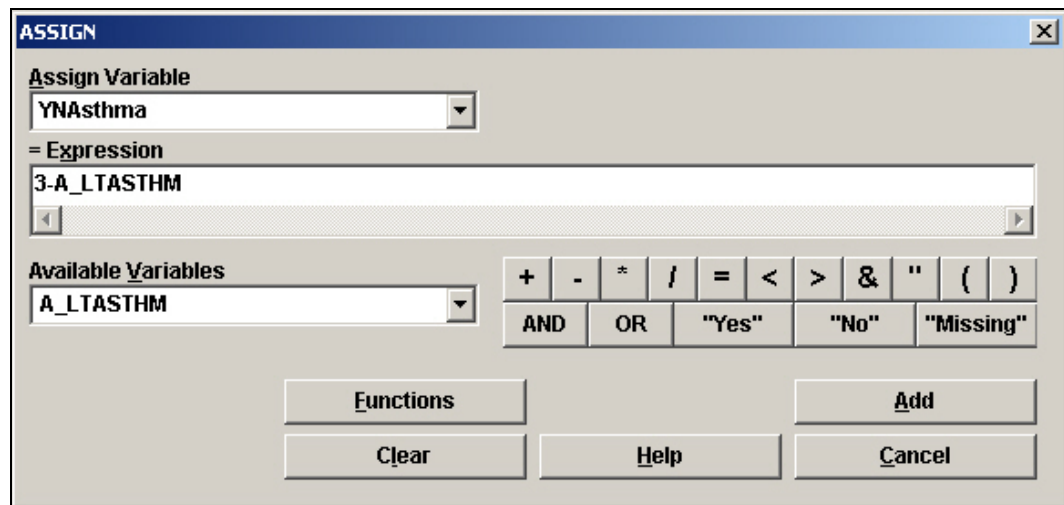 ASSIGN
Assign Variable
YNAsthma
= Expression
3-A_LTASTHM
Available Variables
A_LTASTHM
+ - * / = < > & " ( )
AND OR "Yes" "No" "Missing"
Functions Add
Clear Help Cancel